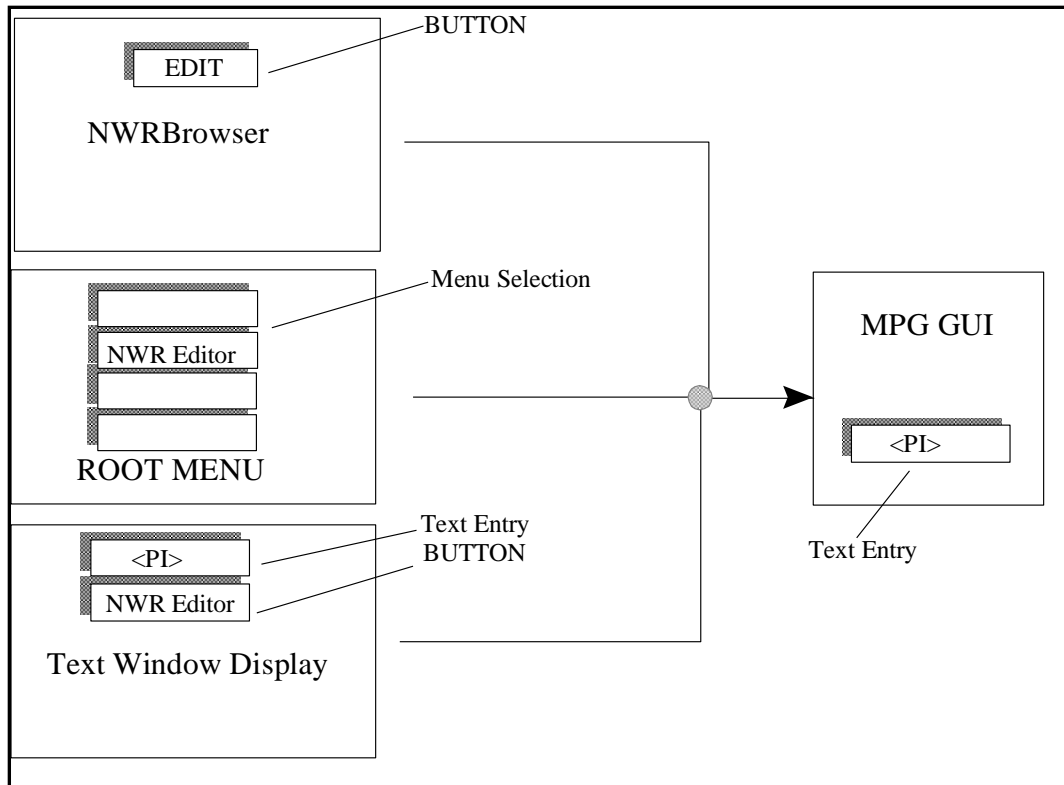 BUTTON
EDIT
NWRBrowser
Menu Selection
NWR Editor
ROOT MENU
Text Entry
<PI>
BUTTON
NWR Editor
Text Window Display
MPG GUI
<PI>
Text Entry